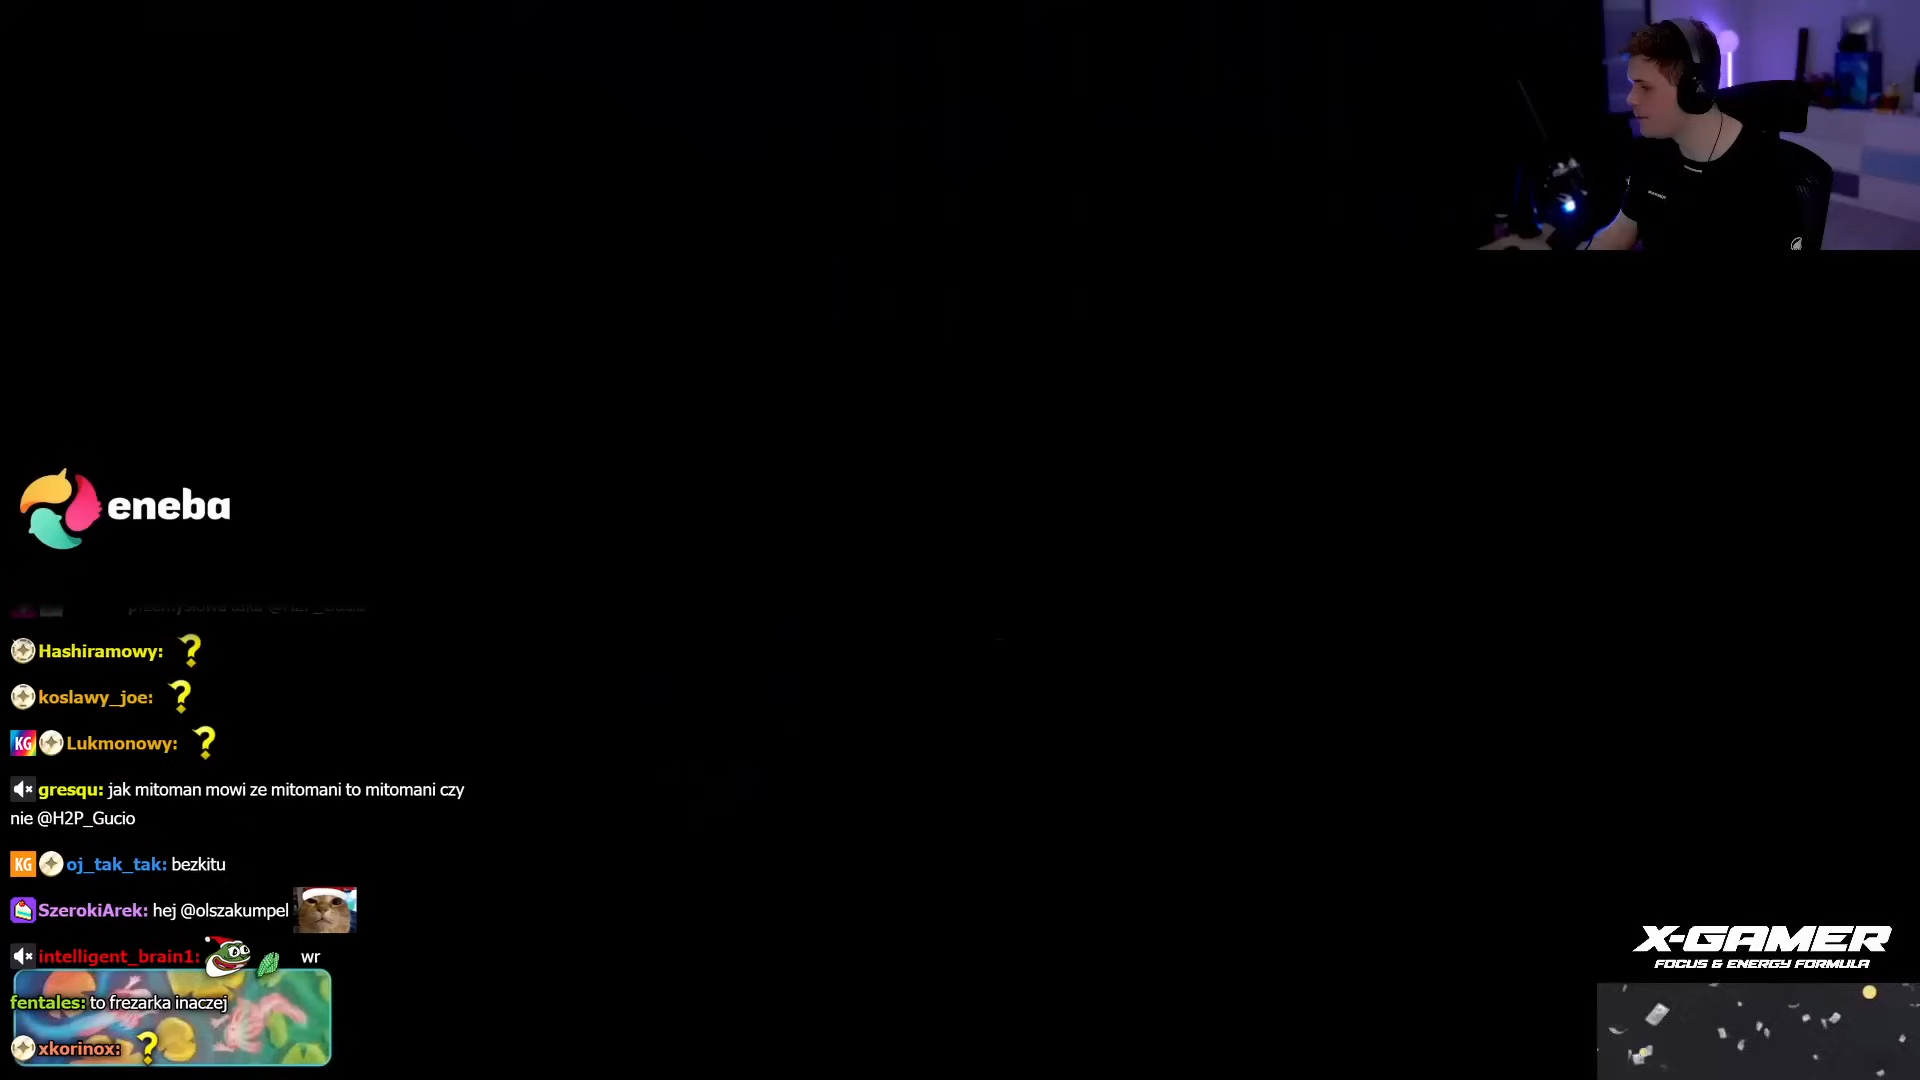 eneba
Hashiramowy: ?
koslawy_joe: ?
KG Lukmonowy: ?
gresqu: jak mitoman mowi ze mitomani to mitomani czy
nie @H2P_Gucio
KG oj_tak_tak: bezkitu
SzerokiArek: hej @olszakumpel
intelligent_brain1: wr
fentales: to frezarka inaczej
xkorinox: ?
X-GAMER
FOCUS & ENERGY FORMULA